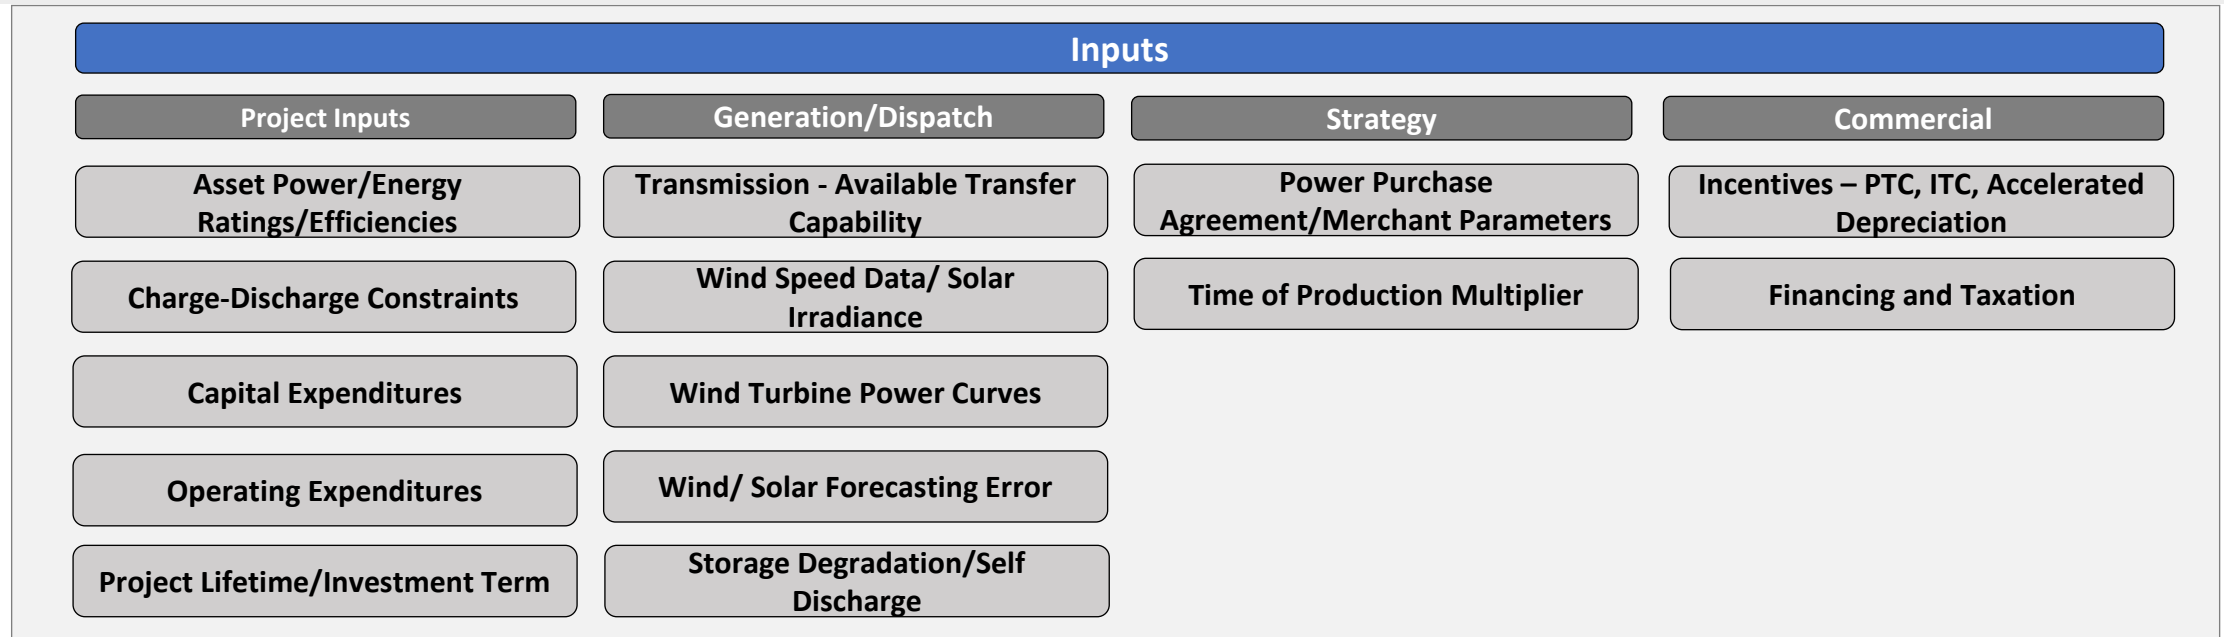 Inputs
Project Inputs
Asset Power/Energy
Ratings/Efficiencies
Charge-Discharge Constraints
Capital Expenditures
Operating Expenditures
Project Lifetime/Investment Term
Generation/Dispatch
Transmission - Available Transfer
Capability
Wind Speed Data/ Solar
Irradiance
Wind Turbine Power Curves
Wind/ Solar Forecasting Error
Storage Degradation/Self
Discharge
Strategy
Power Purchase
Agreement/Merchant Parameters
Time of Production Multiplier
Commercial
Incentives – PTC, ITC, Accelerated
Depreciation
Financing and Taxation